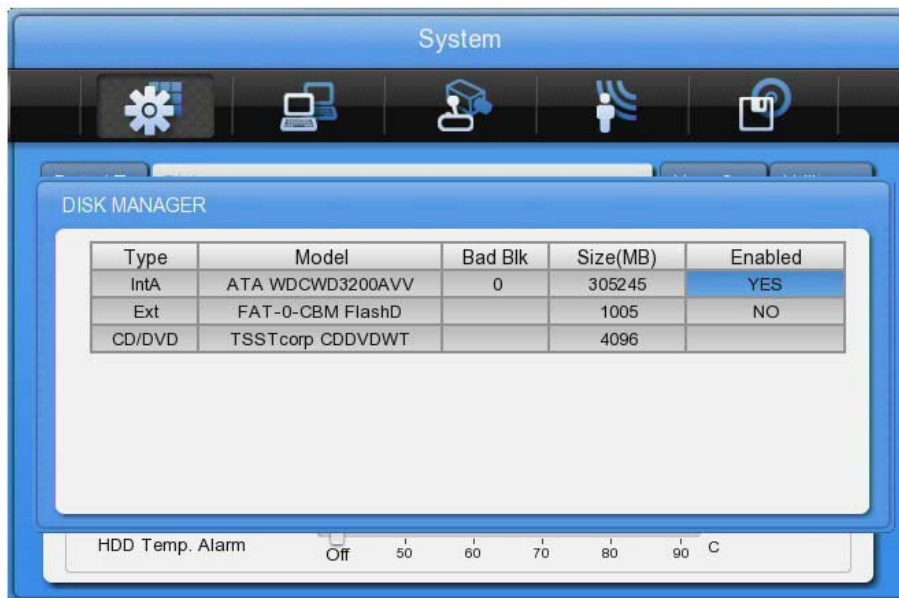 System
DISK MANAGER
Type Model Bad Blk Size(MB) Enabled
IntA ATA WDCWD3200AVV 0 305245 YES
Ext FAT-0-CBM FlashD 1005 NO
CD/DVD TSSTcorp CDDVDWT 4096
HDD Temp. Alarm Off 50 60 70 80 90 C